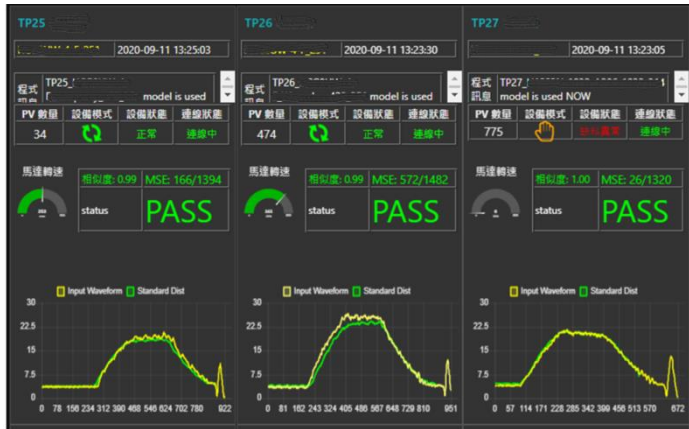 TP25
2020-09-11 13:25:03
程式
訊息
TP25_
model is used
PV 數量 設備模式 設備狀態 連線狀態
34 正常 連線中
馬達轉速
相似度: 0.99 MSE: 166/1394
status PASS
Input Waveform Standard Dist
30
22.5
15
7.5
0
0 78 156 234 312 390 468 546 624 702 780 922
TP26
2020-09-11 13:23:30
程式
訊息
TP26_
model is used
PV 數量 設備模式 設備狀態 連線狀態
474 正常 連線中
馬達轉速
相似度: 0.99 MSE: 572/1482
status PASS
Input Waveform Standard Dist
30
22.5
15
7.5
0
0 81 162 243 324 405 486 567 648 729 810 951
TP27
2020-09-11 13:23:05
程式
訊息
TP27_
model is used NOW
PV 數量 設備模式 設備狀態 連線狀態
775 連線中
馬達轉速
相似度: 1.00 MSE: 26/1320
status PASS
Input Waveform Standard Dist
30
22.5
15
7.5
0
0 57 114 171 228 285 342 399 456 513 570 672